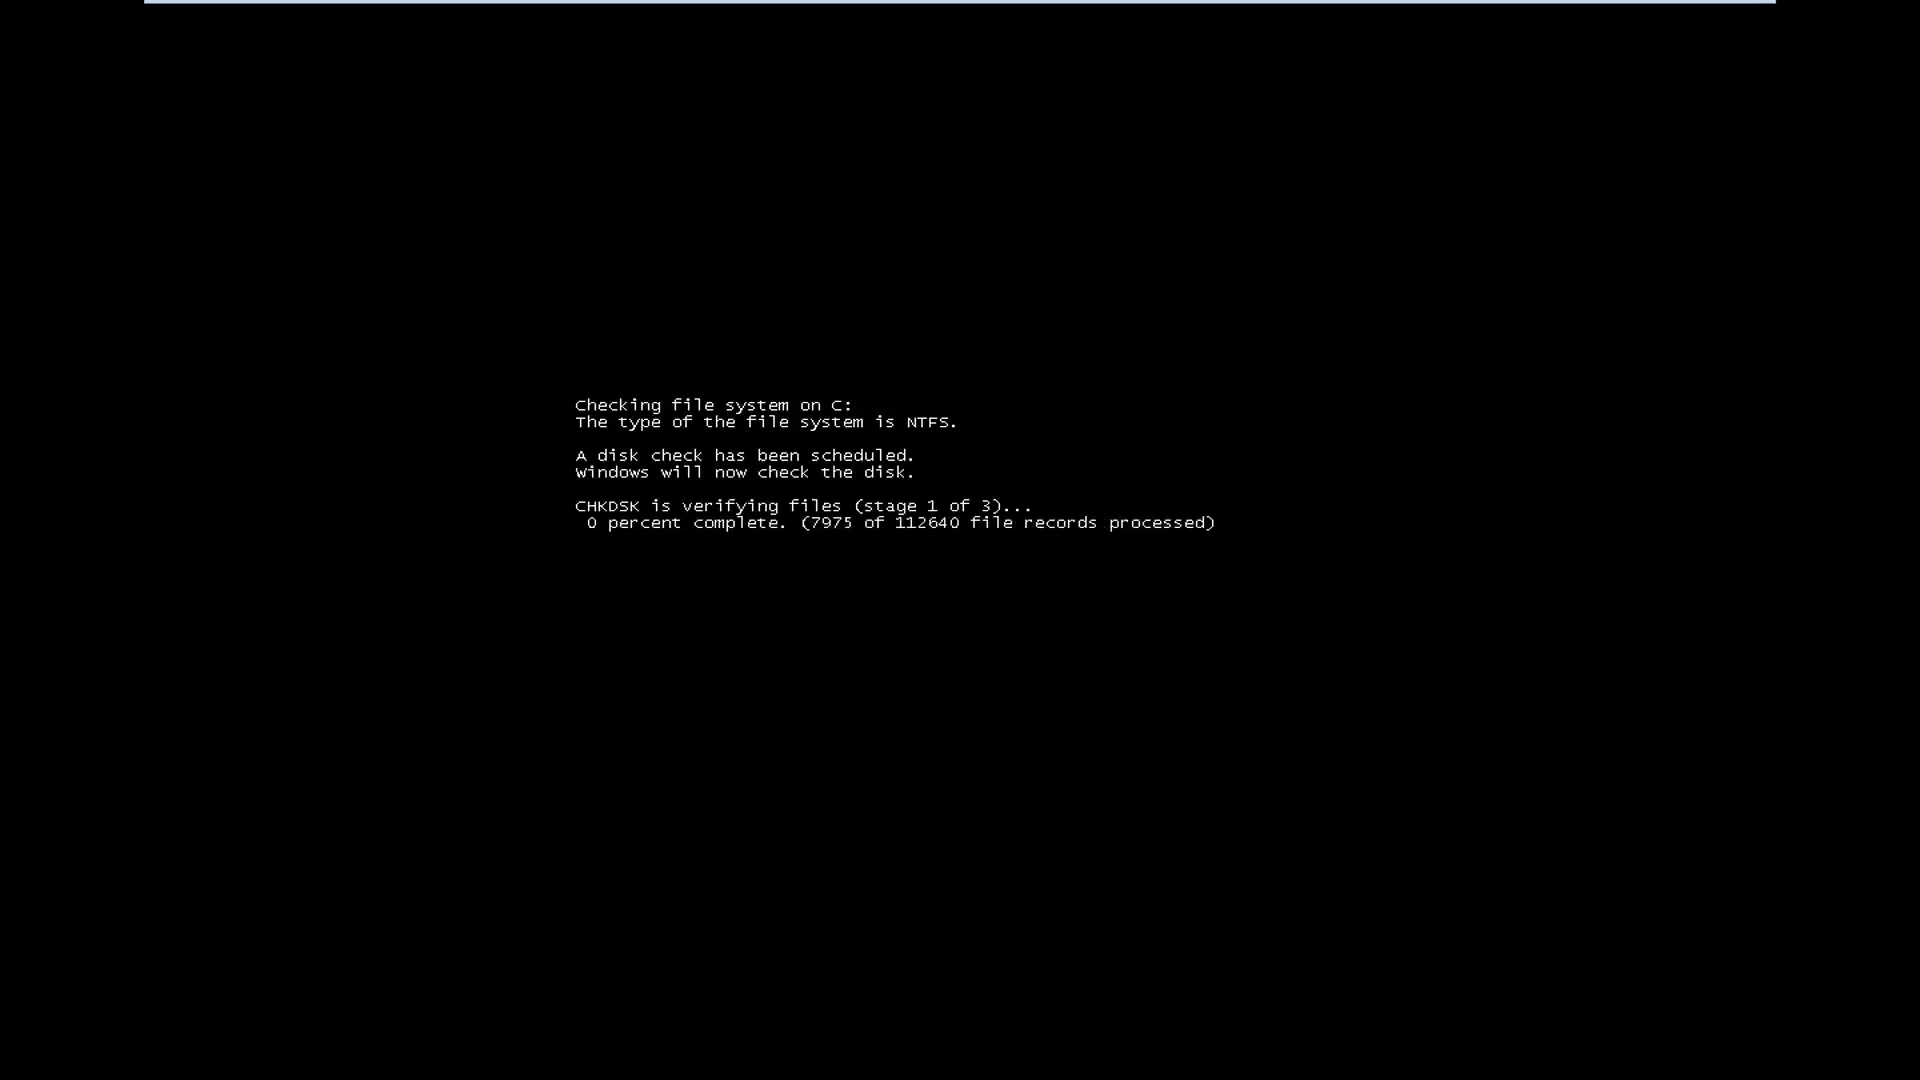 Checking file system on C:
The type of the file system is NTFS.
A disk check has been scheduled.
Windows will now check the disk.
CHKDSK is verifying files (stage 1 of 3)...
0 percent complete. (7975 of 112640 file records processed)